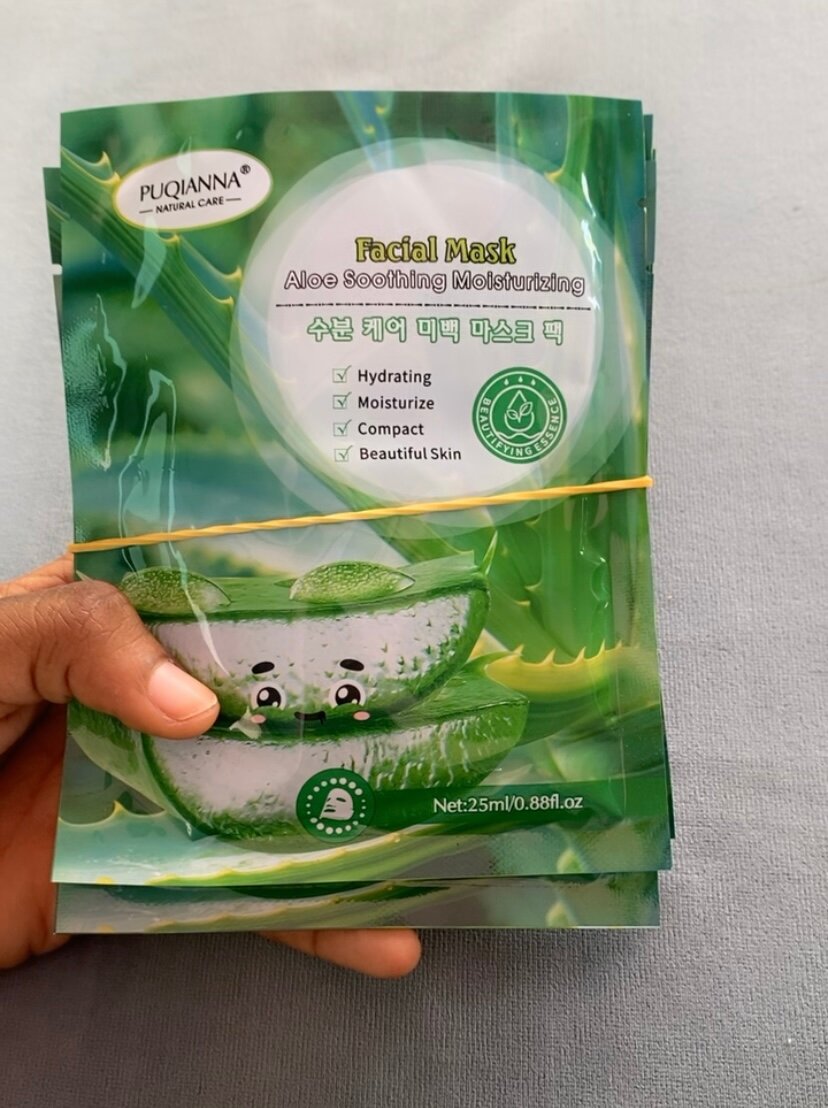 PUQIANNA®
NATURAL CARE
Facial Mask
Aloe Soothing Moisturizing
수분 케어 미백 마스크 팩
Hydrating
Moisturize
Compact
Beautiful Skin
BEAUTIFYING ESSENCE
Net:25ml/0.88fl.oz